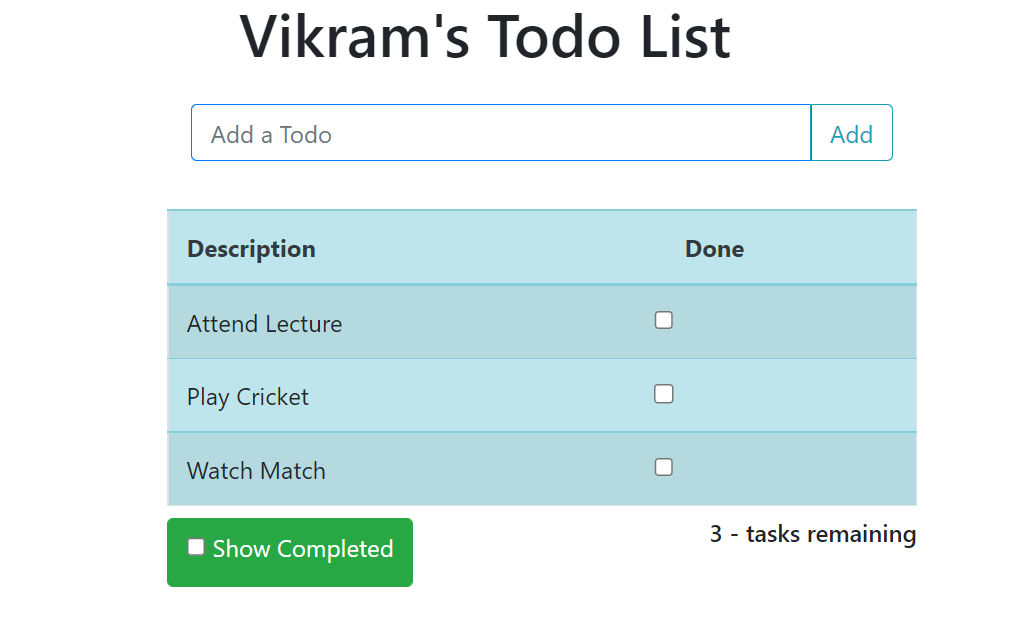 Vikram's Todo List
Add a Todo Add
Description Done
Attend Lecture
Play Cricket
Watch Match
Show Completed 3 - tasks remaining